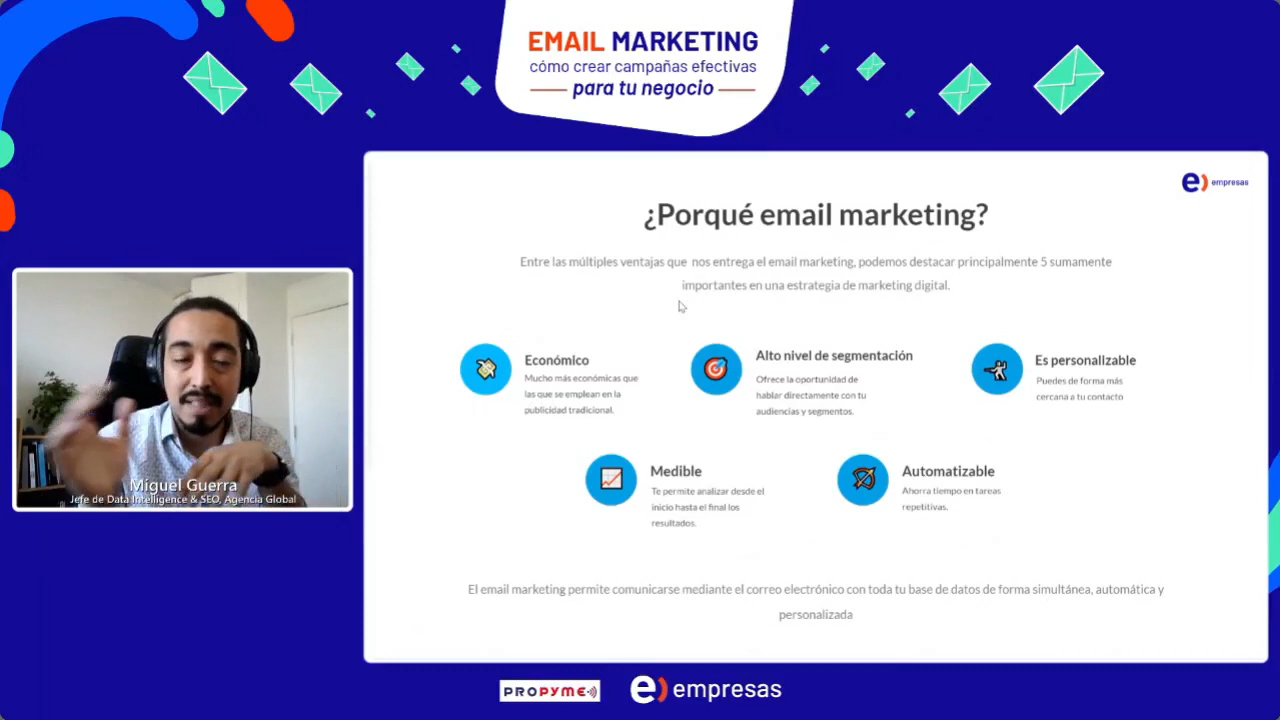 EMAIL MARKETING
cómo crear campañas efectivas
para tu negocio
e) empresas
¿Porqué email marketing?
Entre las múltiples ventajas que nos entrega el email marketing, podemos destacar principalmente 5 sumamente
importantes en una estrategia de marketing digital.
Económico
Mucho más económicas que
las que se emplean en la
publicidad tradicional.
Alto nivel de segmentación
Ofrece la oportunidad de
hablar directamente con tu
audiencias y segmentos.
Es personalizable
Puedes de forma más
cercana a tu contacto
Medible
Te permite analizar desde el
inicio hasta el final los
resultados.
Automatizable
Ahorra tiempo en tareas
repetitivas.
El email marketing permite comunicarse mediante el correo electrónico con toda tu base de datos de forma simultánea, automática y
personalizada
Miguel Guerra
Jefe de Data Intelligence & SEO, Agencia Global
PROPYME
e) empresas